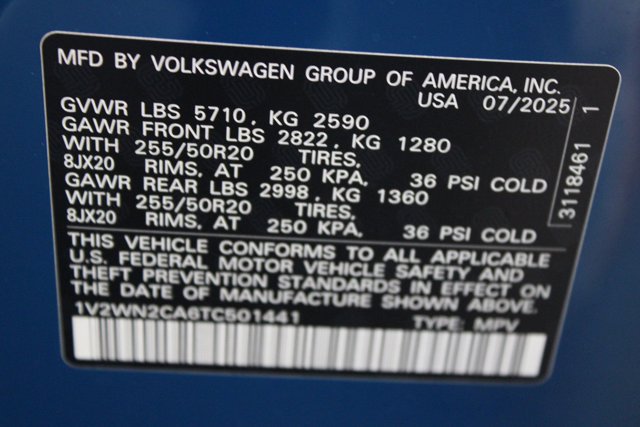 MFD BY VOLKSWAGEN GROUP OF AMERICA, INC.
USA 07/2025
GVWR LBS 5710, KG 2590
GAWR FRONT LBS 2822, KG 1280
WITH 255/50R20 TIRES,
8JX20 RIMS, AT 250 KPA, 36 PSI COLD
GAWR REAR LBS 2998, KG 1360
WITH 255/50R20 TIRES,
8JX20 RIMS, AT 250 KPA, 36 PSI COLD
THIS VEHICLE CONFORMS TO ALL APPLICABLE
U.S. FEDERAL MOTOR VEHICLE SAFETY AND
THEFT PREVENTION STANDARDS IN EFFECT ON
THE DATE OF MANUFACTURE SHOWN ABOVE.
1V2WN2CA6TC501441 TYPE: MPV
3118461 1